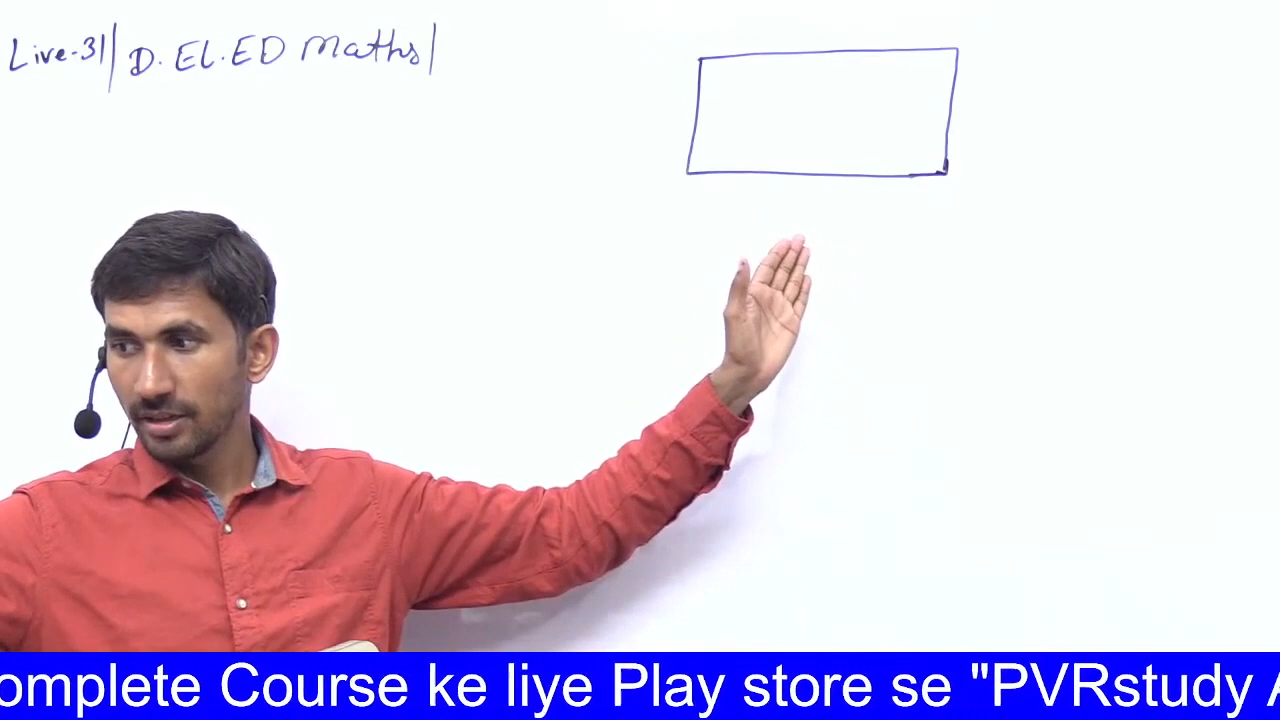 Live-31| D.EL.ED Maths|
omplete Course ke liye Play store se "PVRstudy A